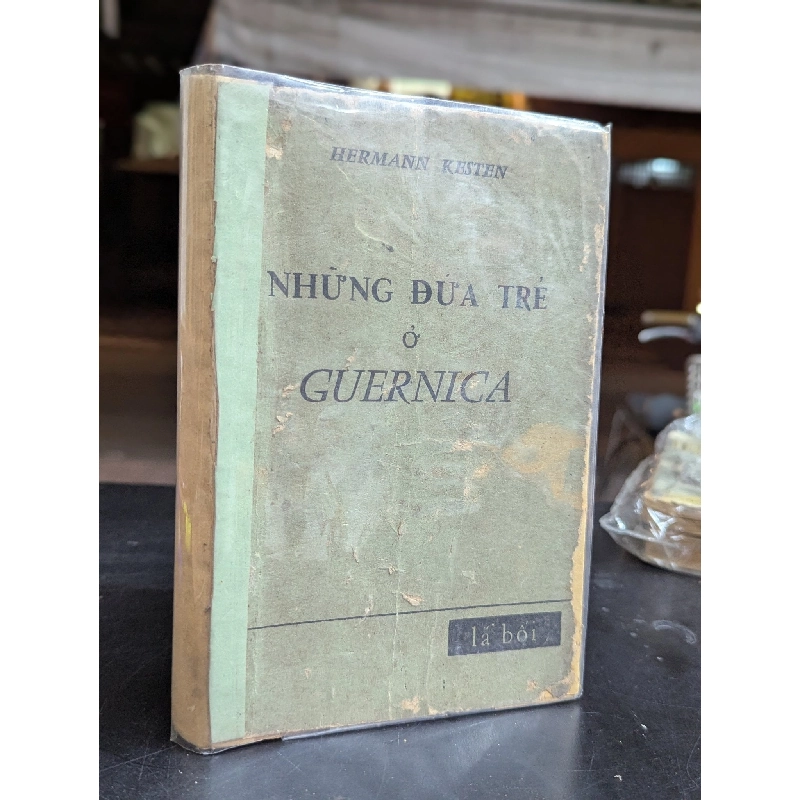 HERMANN KESTEN
NHỮNG ĐỨA TRẺ
Ở
GUERNICA
lá bối